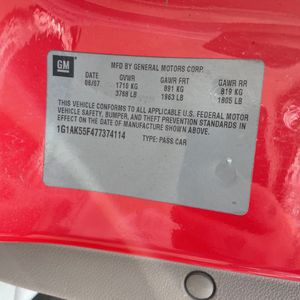 GM
MFD BY GENERAL MOTORS CORP
DATE GVWR GAWR FRT GAWR RR
06/07 1710 KG 891 KG 819 KG
3768 LB 1963 LB 1805 LB
THIS VEHICLE CONFORMS TO ALL APPLICABLE U.S. FEDERAL MOTOR
VEHICLE SAFETY, BUMPER, AND THEFT PREVENTION STANDARDS IN
EFFECT ON THE DATE OF MANUFACTURE SHOWN ABOVE.
1G1AK55F477374114 TYPE: PASS CAR